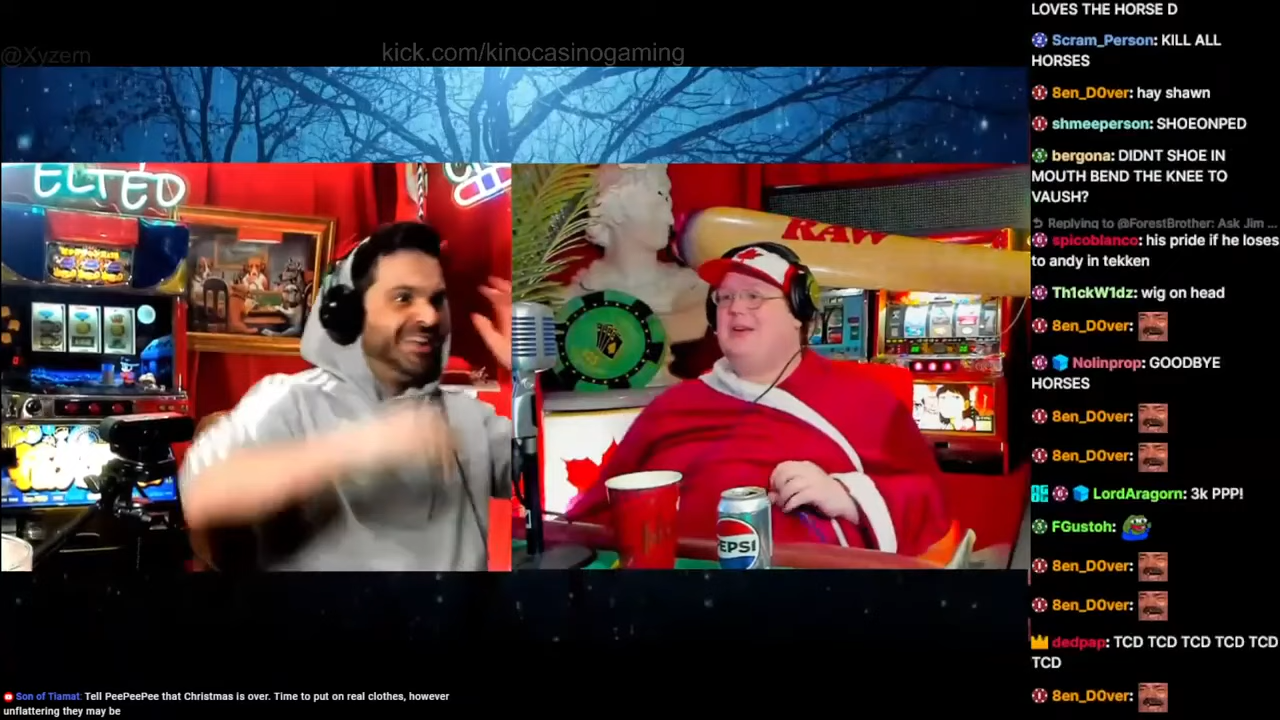 @Xyzem
kick.com/kinocasinogaming
ELTED
RAW
PEPSI
LOVES THE HORSE D
Scram_Person: KILL ALL
HORSES
8en_D0ver: hay shawn
shmeeperson: SHOEONPED
bergona: DIDNT SHOE IN
MOUTH BEND THE KNEE TO
VAUSH?
Replying to @ForestBrother: Ask Jim ...
spicoblanco: his pride if he loses
to andy in tekken
Th1ckW1dz: wig on head
8en_D0ver:
Nolinprop: GOODBYE
HORSES
8en_D0ver:
8en_D0ver:
LordAragorn: 3k PPP!
FGustoh:
8en_D0ver:
8en_D0ver:
dedpap: TCD TCD TCD TCD TCD
TCD
8en_D0ver:
Son of Tiamat: Tell PeePeePee that Christmas is over. Time to put on real clothes, however
unflattering they may be